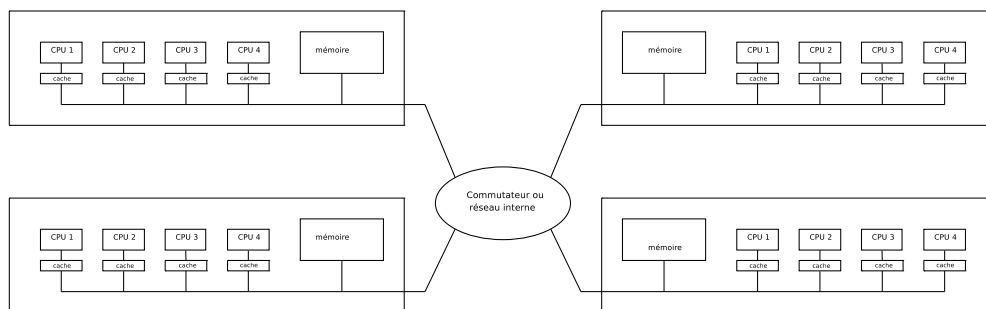 CPU 1 CPU 2 CPU 3 CPU 4 mémoire
cache cache cache cache
mémoire CPU 1 CPU 2 CPU 3 CPU 4
cache cache cache cache
Commutateur ou
réseau interne
CPU 1 CPU 2 CPU 3 CPU 4 mémoire
cache cache cache cache
mémoire CPU 1 CPU 2 CPU 3 CPU 4
cache cache cache cache